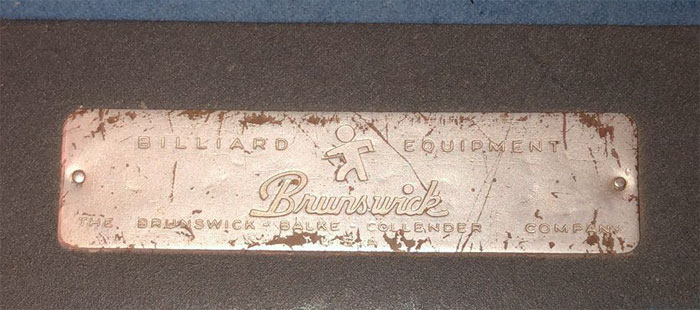 BILLIARD EQUIPMENT
Brunswick
THE BRUNSWICK-BALKE COLLENDER COMPANY